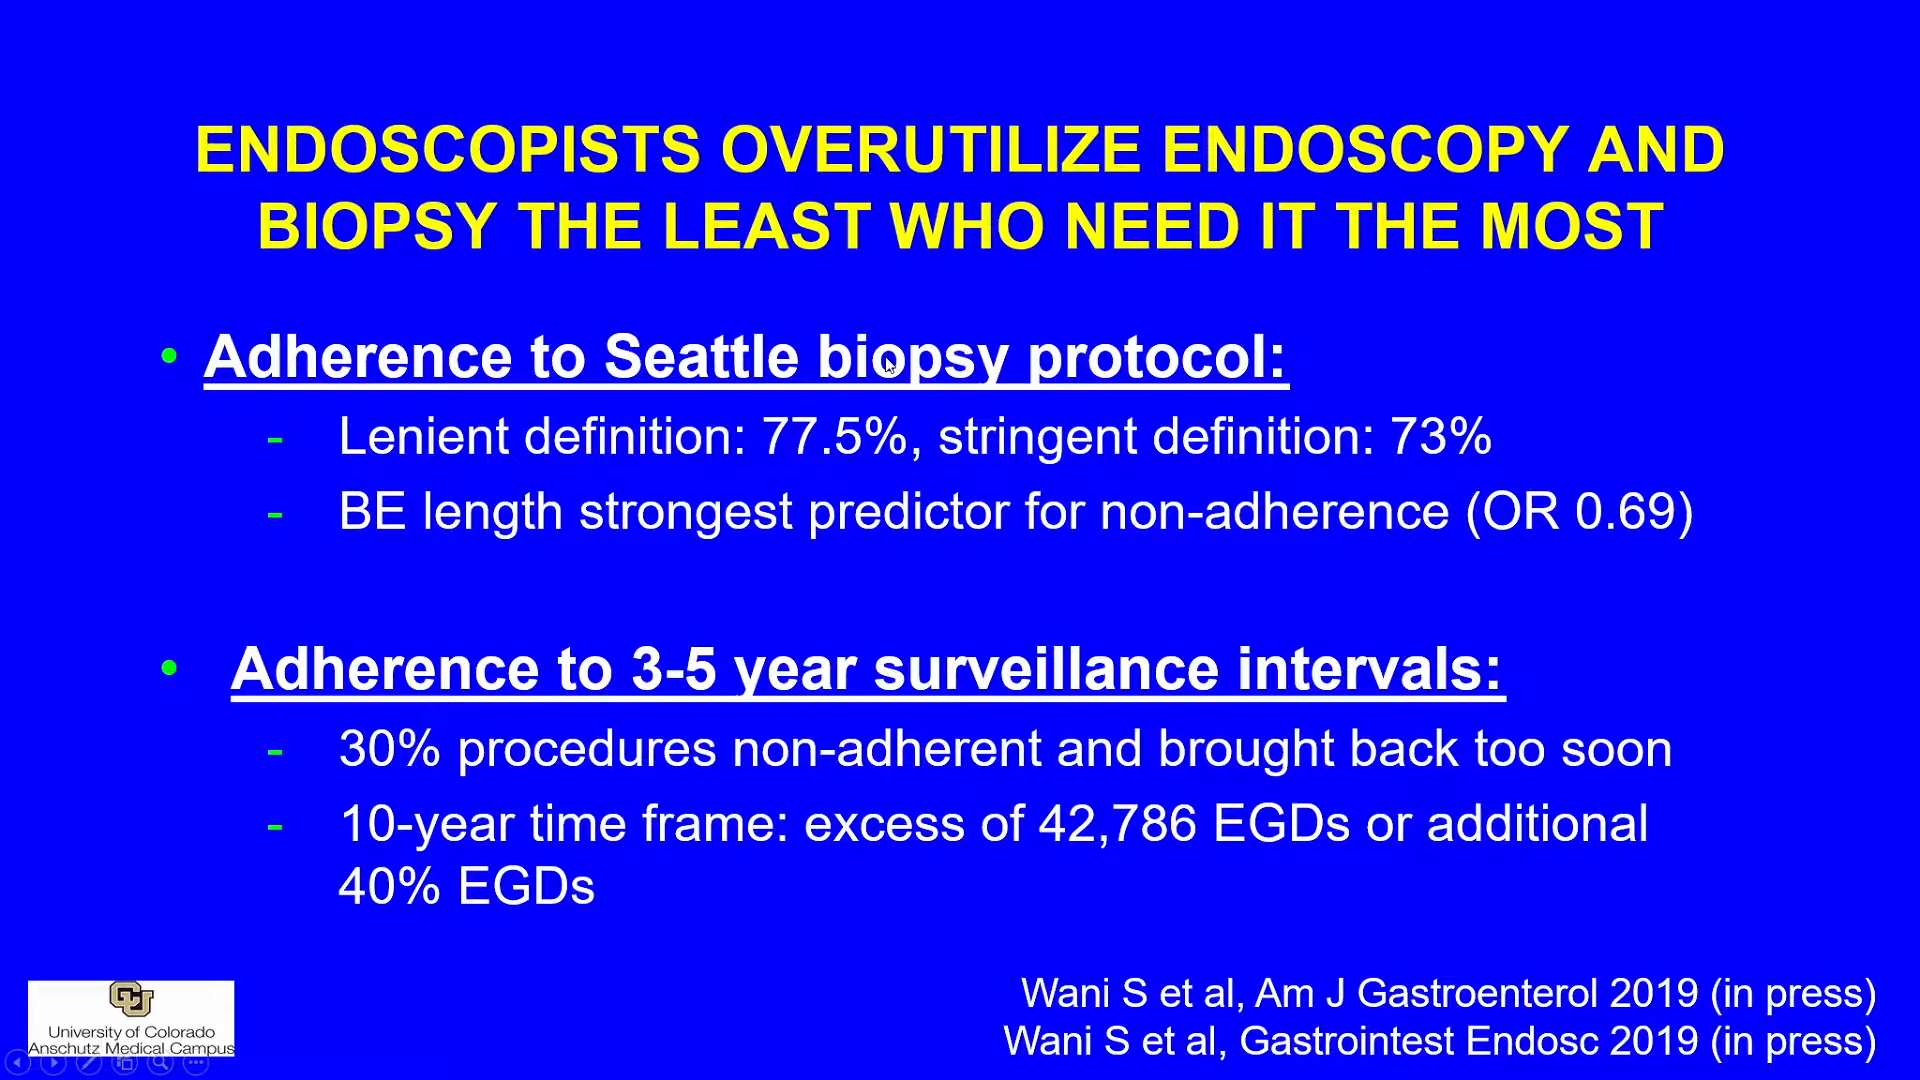 ENDOSCOPISTS OVERUTILIZE ENDOSCOPY AND
BIOPSY THE LEAST WHO NEED IT THE MOST
• Adherence to Seattle biopsy protocol:
- Lenient definition: 77.5%, stringent definition: 73%
- BE length strongest predictor for non-adherence (OR 0.69)
• Adherence to 3-5 year surveillance intervals:
- 30% procedures non-adherent and brought back too soon
- 10-year time frame: excess of 42,786 EGDs or additional
40% EGDs
Wani S et al, Am J Gastroenterol 2019 (in press)
Wani S et al, Gastrointest Endosc 2019 (in press)
CU
University of Colorado
Anschutz Medical Campus